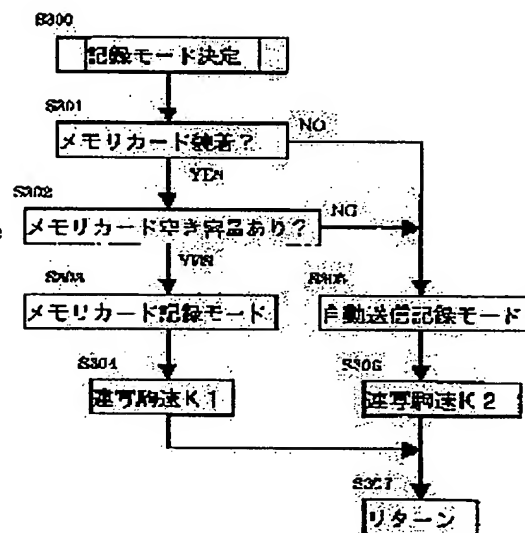 S300
記録モード決定
S301
メモリカード装着？
NO
YES
S302
メモリカード空き容量あり？
NO
YES
S303
メモリカード記録モード
S305
自動送信記録モード
S304
連写駒速K1
S306
連写駒速K2
S307
リターン